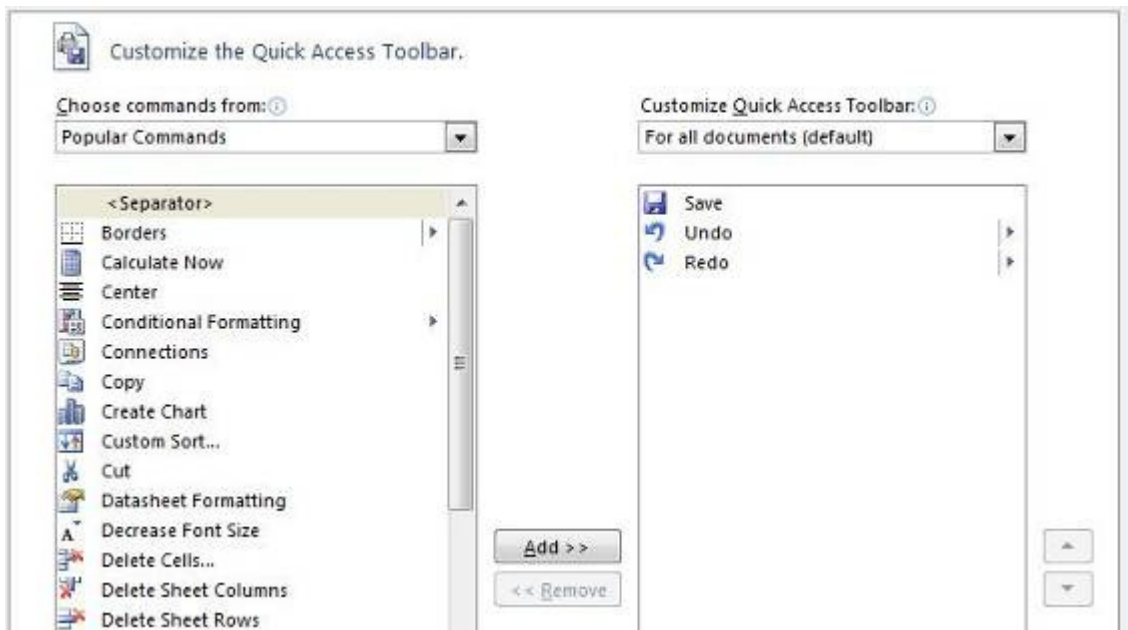 Customize the Quick Access Toolbar.
Choose commands from:
Popular Commands
<Separator>
Borders
Calculate Now
Center
Conditional Formatting
Connections
Copy
Create Chart
Custom Sort...
Cut
Datasheet Formatting
Decrease Font Size
Delete Cells...
Delete Sheet Columns
Delete Sheet Rows
Add >>
<< Remove
Customize Quick Access Toolbar:
For all documents (default)
Save
Undo
Redo